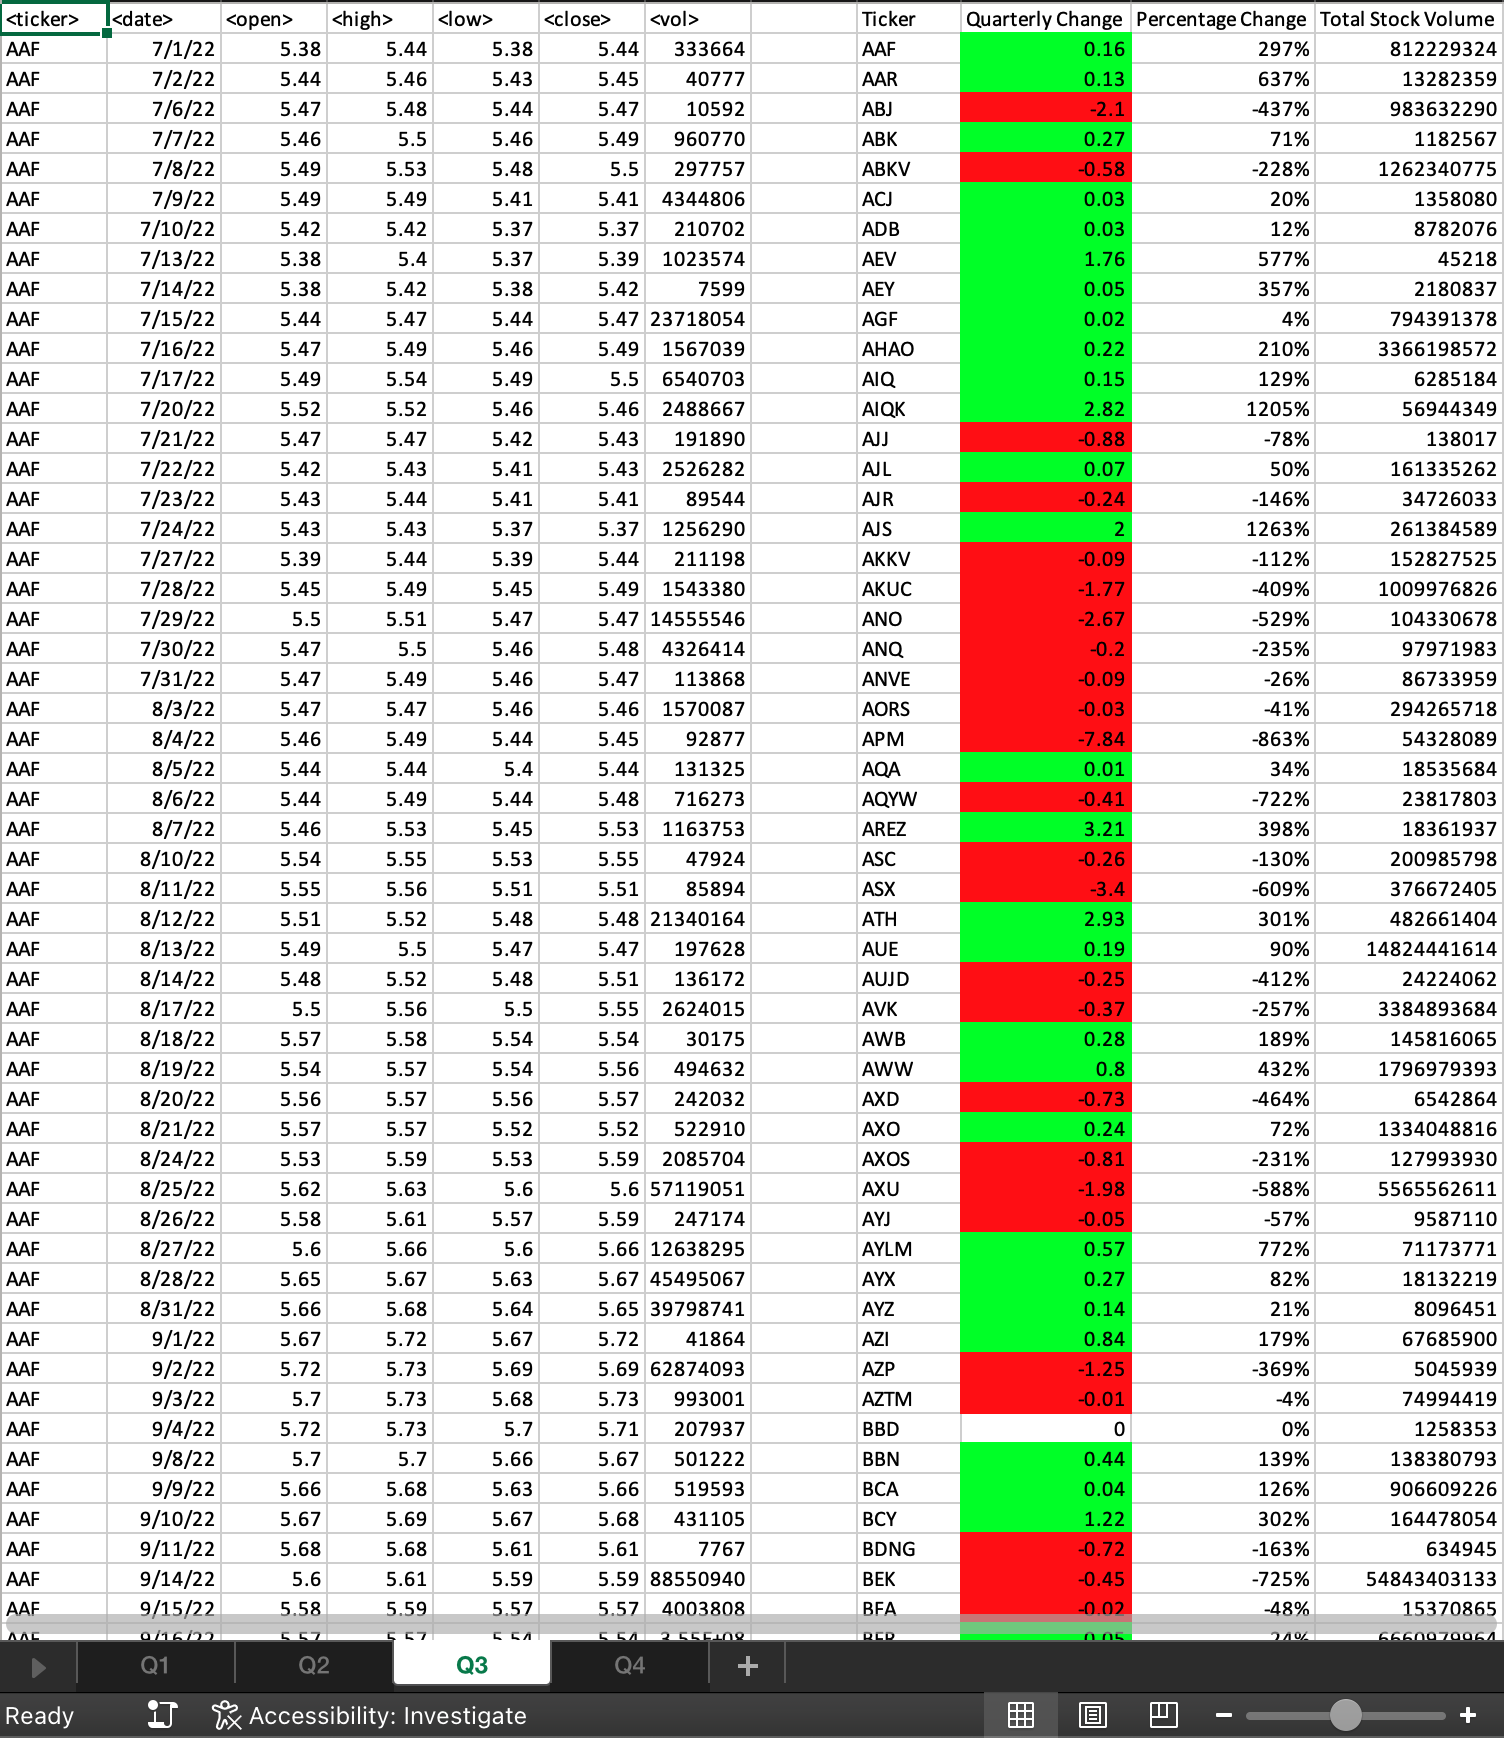 <ticker> <date> <open> <high> <low> <close> <vol> Ticker Quarterly Change Percentage Change Total Stock Volume
AAF 7/1/22 5.38 5.44 5.38 5.44 333664 AAF 0.16 297% 812229324
AAF 7/2/22 5.44 5.46 5.43 5.45 40777 AAR 0.13 637% 13282359
AAF 7/6/22 5.47 5.48 5.44 5.47 10592 ABJ -2.1 -437% 983632290
AAF 7/7/22 5.46 5.5 5.46 5.49 960770 ABK 0.27 71% 1182567
AAF 7/8/22 5.49 5.53 5.48 5.5 297757 ABKV -0.58 -228% 1262340775
AAF 7/9/22 5.49 5.49 5.41 5.41 4344806 ACJ 0.03 20% 1358080
AAF 7/10/22 5.42 5.42 5.37 5.37 210702 ADB 0.03 12% 8782076
AAF 7/13/22 5.38 5.4 5.37 5.39 1023574 AEV 1.76 577% 45218
AAF 7/14/22 5.38 5.42 5.38 5.42 7599 AEY 0.05 357% 2180837
AAF 7/15/22 5.44 5.47 5.44 5.47 23718054 AGF 0.02 4% 794391378
AAF 7/16/22 5.47 5.49 5.46 5.49 1567039 AHAO 0.22 210% 3366198572
AAF 7/17/22 5.49 5.54 5.49 5.5 6540703 AIQ 0.15 129% 6285184
AAF 7/20/22 5.52 5.52 5.46 5.46 2488667 AIQK 2.82 1205% 56944349
AAF 7/21/22 5.47 5.47 5.42 5.43 191890 AJJ -0.88 -78% 138017
AAF 7/22/22 5.42 5.43 5.41 5.43 2526282 AJL 0.07 50% 161335262
AAF 7/23/22 5.43 5.44 5.41 5.41 89544 AJR -0.24 -146% 34726033
AAF 7/24/22 5.43 5.43 5.37 5.37 1256290 AJS 2 1263% 261384589
AAF 7/27/22 5.39 5.44 5.39 5.44 211198 AKKV -0.09 -112% 152827525
AAF 7/28/22 5.45 5.49 5.45 5.49 1543380 AKUC -1.77 -409% 1009976826
AAF 7/29/22 5.5 5.51 5.47 5.47 14555546 ANO -2.67 -529% 104330678
AAF 7/30/22 5.47 5.5 5.46 5.48 4326414 ANQ -0.2 -235% 97971983
AAF 7/31/22 5.47 5.49 5.46 5.47 113868 ANVE -0.09 -26% 86733959
AAF 8/3/22 5.47 5.47 5.46 5.46 1570087 AORS -0.03 -41% 294265718
AAF 8/4/22 5.46 5.49 5.44 5.45 92877 APM -7.84 -863% 54328089
AAF 8/5/22 5.44 5.44 5.4 5.44 131325 AQA 0.01 34% 18535684
AAF 8/6/22 5.44 5.49 5.44 5.48 716273 AQYW -0.41 -722% 23817803
AAF 8/7/22 5.46 5.53 5.45 5.53 1163753 AREZ 3.21 398% 18361937
AAF 8/10/22 5.54 5.55 5.53 5.55 47924 ASC -0.26 -130% 200985798
AAF 8/11/22 5.55 5.56 5.51 5.51 85894 ASX -3.4 -609% 376672405
AAF 8/12/22 5.51 5.52 5.48 5.48 21340164 ATH 2.93 301% 482661404
AAF 8/13/22 5.49 5.5 5.47 5.47 197628 AUE 0.19 90% 14824441614
AAF 8/14/22 5.48 5.52 5.48 5.51 136172 AUJD -0.25 -412% 24224062
AAF 8/17/22 5.5 5.56 5.5 5.55 2624015 AVK -0.37 -257% 3384893684
AAF 8/18/22 5.57 5.58 5.54 5.54 30175 AWB 0.28 189% 145816065
AAF 8/19/22 5.54 5.57 5.54 5.56 494632 AWW 0.8 432% 1796979393
AAF 8/20/22 5.56 5.57 5.56 5.57 242032 AXD -0.73 -464% 6542864
AAF 8/21/22 5.57 5.57 5.52 5.52 522910 AXO 0.24 72% 1334048816
AAF 8/24/22 5.53 5.59 5.53 5.59 2085704 AXOS -0.81 -231% 127993930
AAF 8/25/22 5.62 5.63 5.6 5.6 57119051 AXU -1.98 -588% 5565562611
AAF 8/26/22 5.58 5.61 5.57 5.59 247174 AYJ -0.05 -57% 9587110
AAF 8/27/22 5.6 5.66 5.6 5.66 12638295 AYLM 0.57 772% 71173771
AAF 8/28/22 5.65 5.67 5.63 5.67 45495067 AYX 0.27 82% 18132219
AAF 8/31/22 5.66 5.68 5.64 5.65 39798741 AYZ 0.14 21% 8096451
AAF 9/1/22 5.67 5.72 5.67 5.72 41864 AZI 0.84 179% 67685900
AAF 9/2/22 5.72 5.73 5.69 5.69 62874093 AZP -1.25 -369% 5045939
AAF 9/3/22 5.7 5.73 5.68 5.73 993001 AZTM -0.01 -4% 74994419
AAF 9/4/22 5.72 5.73 5.7 5.71 207937 BBD 0 0% 1258353
AAF 9/8/22 5.7 5.7 5.66 5.67 501222 BBN 0.44 139% 138380793
AAF 9/9/22 5.66 5.68 5.63 5.66 519593 BCA 0.04 126% 906609226
AAF 9/10/22 5.67 5.69 5.67 5.68 431105 BCY 1.22 302% 164478054
AAF 9/11/22 5.68 5.68 5.61 5.61 7767 BDNG -0.72 -163% 634945
AAF 9/14/22 5.6 5.61 5.59 5.59 88550940 BEK -0.45 -725% 54843403133
AAF 9/15/22 5.58 5.59 5.57 5.57 4003808 BFA -0.02 -48% 15370865
AAF 9/16/22 5.57 5.57 5.54 5.54 3.55E+08 0.05 24%
Q1 Q2 Q3 Q4 +
Ready Accessibility: Investigate